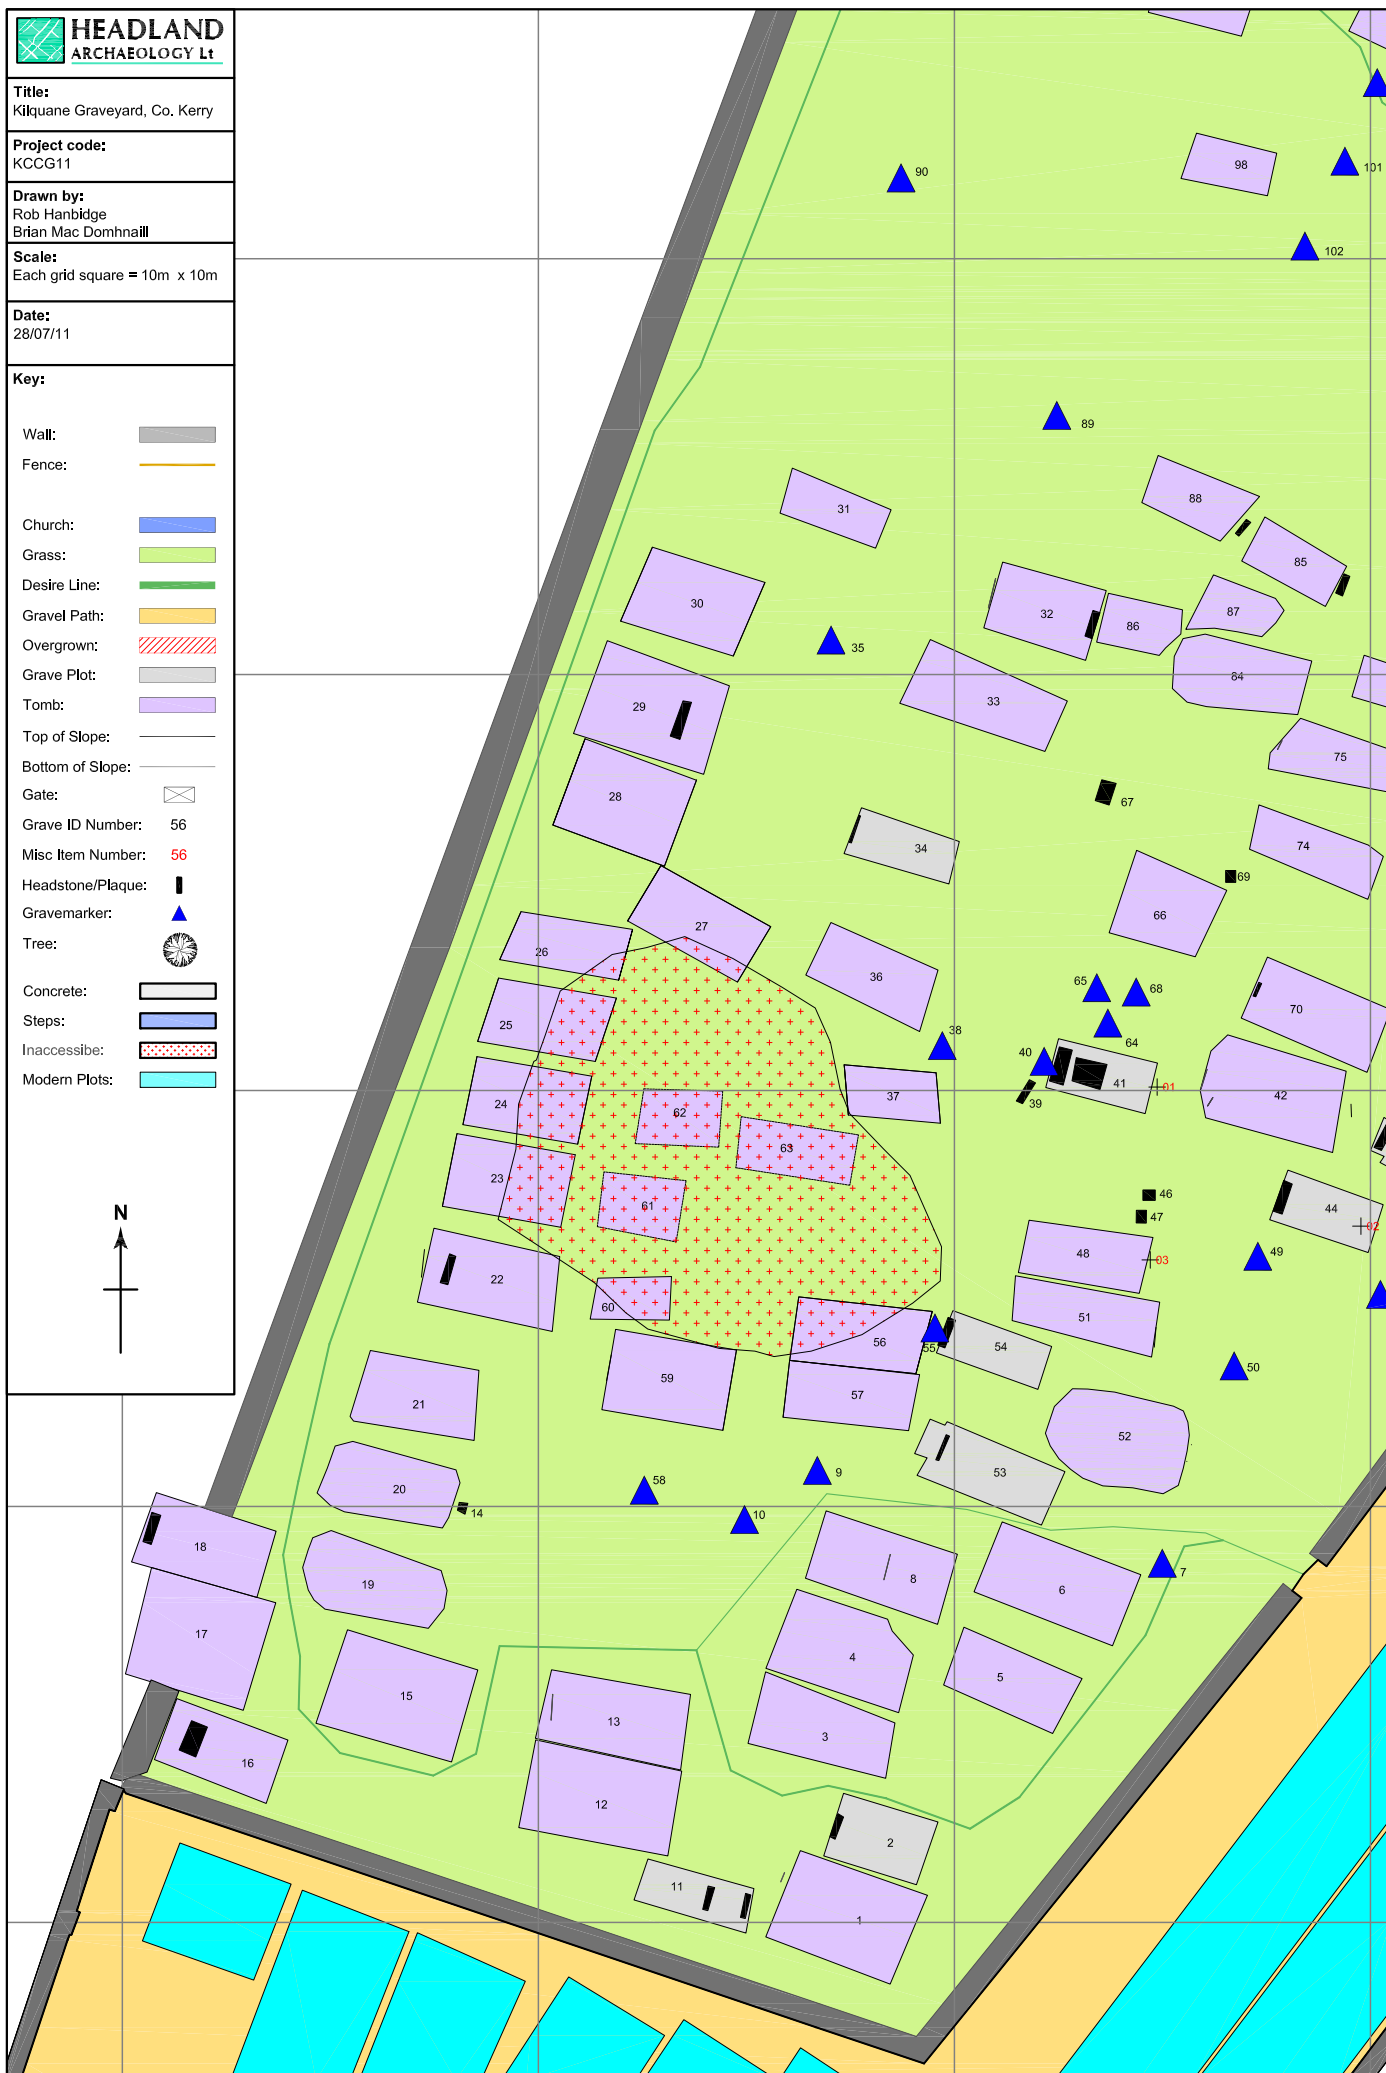 HEADLAND
ARCHAEOLOGY Lt
Title:
Kilquane Graveyard, Co. Kerry
Project code:
KCCG11
Drawn by:
Rob Hanbidge
Brian Mac Domhnaill
Scale:
Each grid square = 10m x 10m
Date:
28/07/11
Key:
Wall:
Fence:
Church:
Grass:
Desire Line:
Gravel Path:
Overgrown:
Grave Plot:
Tomb:
Top of Slope:
Bottom of Slope:
Gate:
Grave ID Number: 56
Misc Item Number: 56
Headstone/Plaque:
Gravemarker:
Tree:
Concrete:
Steps:
Inaccessibe:
Modern Plots:
N
98
101
90
102
89
88
31
85
30
32
86
87
35
84
29
33
75
28
67
34
74
69
66
27
26
36
65
68
70
25
38
64
40
41
01
37
42
24
39
62
63
23
46
44
61
47
02
48
03
49
22
60
51
56
55
54
59
57
50
21
52
9
53
20
58
14
10
18
7
19
8
6
17
4
5
15
13
3
16
12
2
11
1